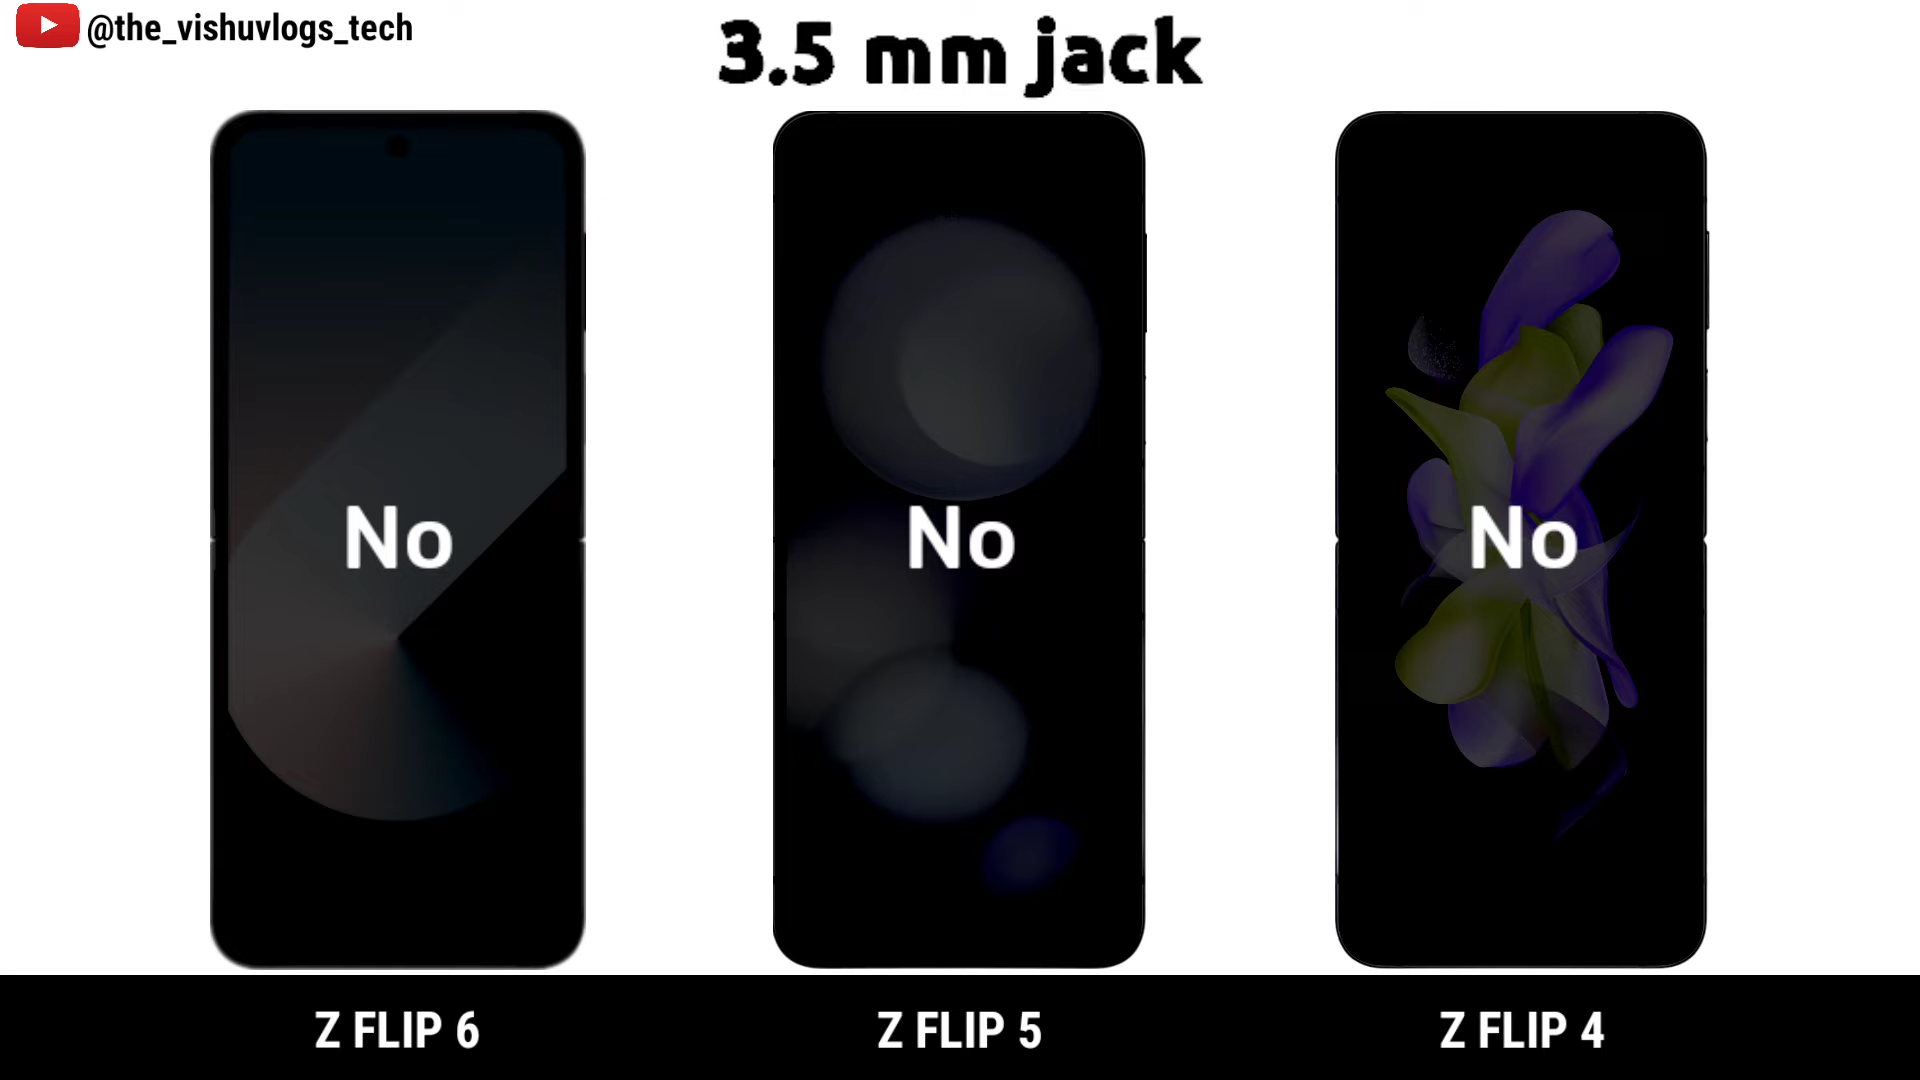 @the_vishuvlogs_tech
3.5 mm jack
No
No
No
Z FLIP 6
Z FLIP 5
Z FLIP 4